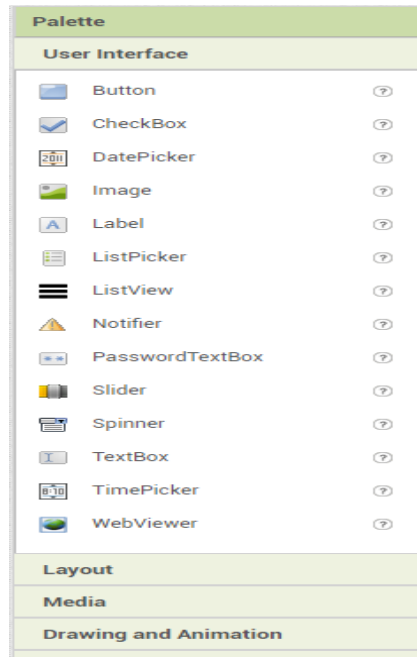 Palette
User Interface
Button
CheckBox
DatePicker
Image
Label
ListPicker
ListView
Notifier
PasswordTextBox
Slider
Spinner
TextBox
TimePicker
WebViewer
Layout
Media
Drawing and Animation